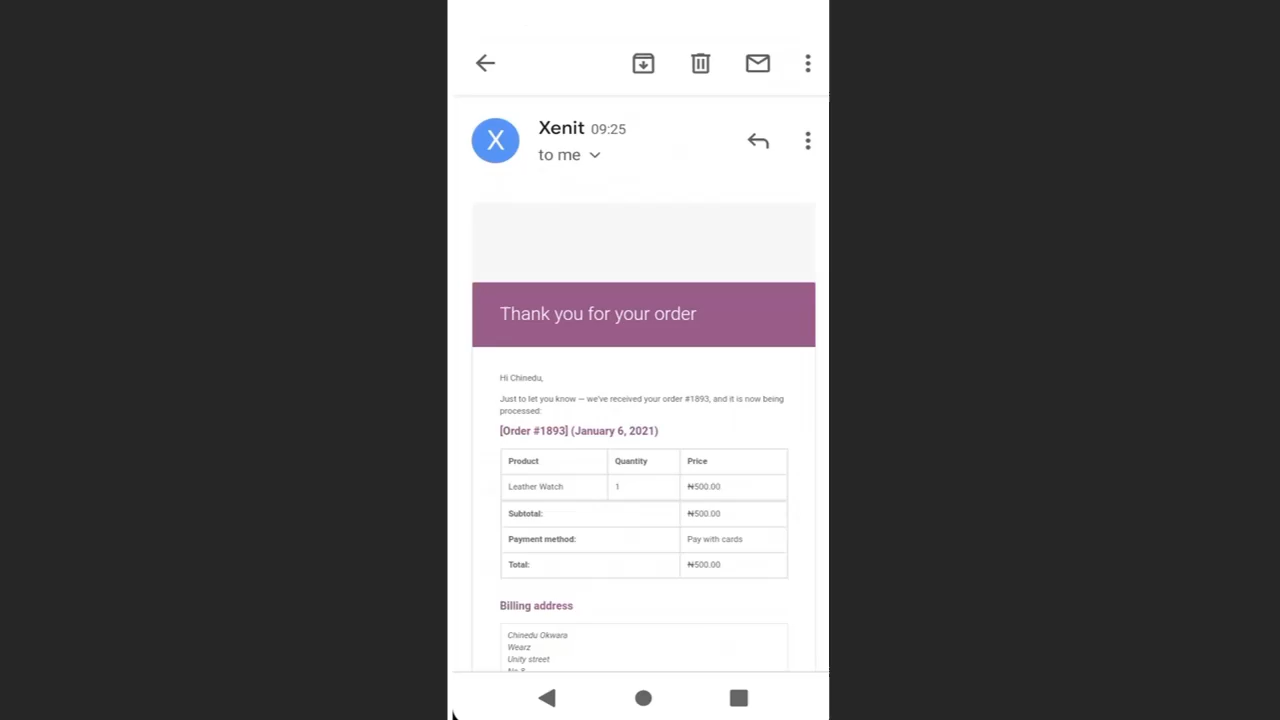 X
Xenit 09:25
to me
Thank you for your order
Hi Chinedu,
Just to let you know — we've received your order #1893, and it is now being
processed:
[Order #1893] (January 6, 2021)
Product Quantity Price
Leather Watch 1 ₦500.00
Subtotal: ₦500.00
Payment method: Pay with cards
Total: ₦500.00
Billing address
Chinedu Okwara
Wearz
Unity street